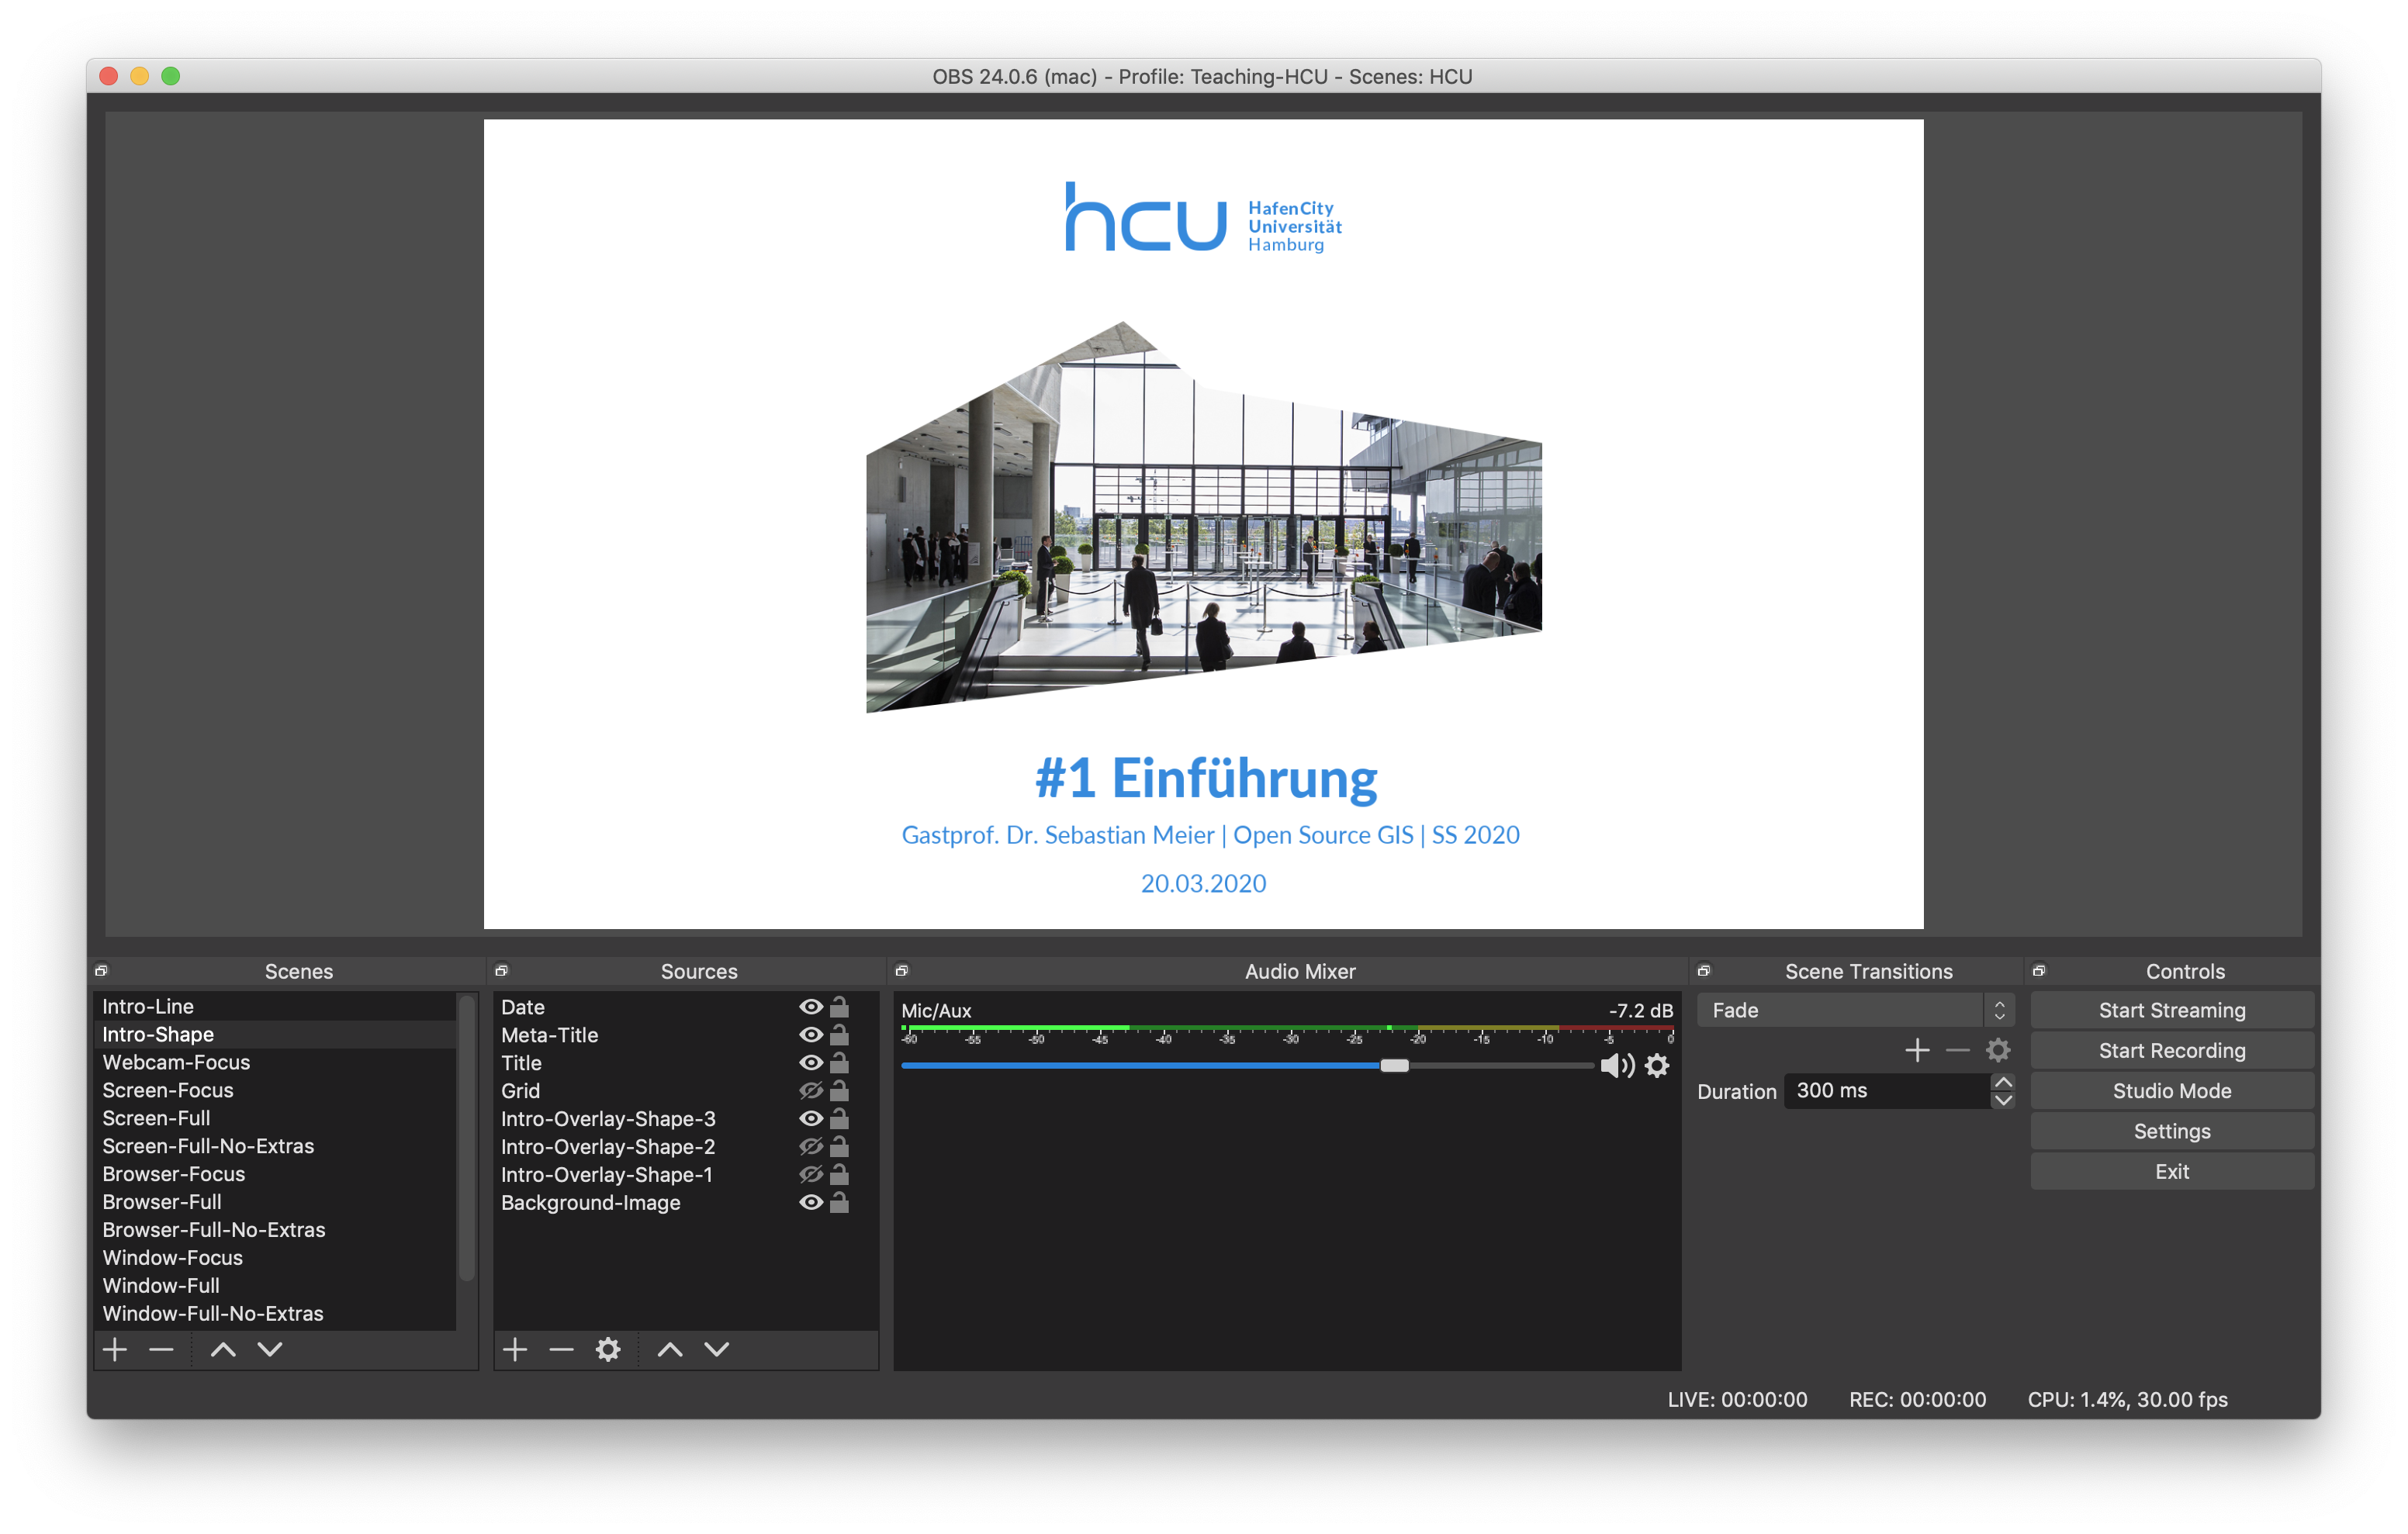 OBS 24.0.6 (mac) - Profile: Teaching-HCU - Scenes: HCU
hcu
HafenCity
Universität
Hamburg
#1 Einführung
Gastprof. Dr. Sebastian Meier | Open Source GIS | SS 2020
20.03.2020
Scenes
Intro-Line
Intro-Shape
Webcam-Focus
Screen-Focus
Screen-Full
Screen-Full-No-Extras
Browser-Focus
Browser-Full
Browser-Full-No-Extras
Window-Focus
Window-Full
Window-Full-No-Extras
Sources
Date
Meta-Title
Title
Grid
Intro-Overlay-Shape-3
Intro-Overlay-Shape-2
Intro-Overlay-Shape-1
Background-Image
Audio Mixer
Mic/Aux -7.2 dB
-60 -55 -50 -45 -40 -35 -30 -25 -20 -15 -10 -5 0
Scene Transitions
Fade
Duration 300 ms
Controls
Start Streaming
Start Recording
Studio Mode
Settings
Exit
LIVE: 00:00:00 REC: 00:00:00 CPU: 1.4%, 30.00 fps